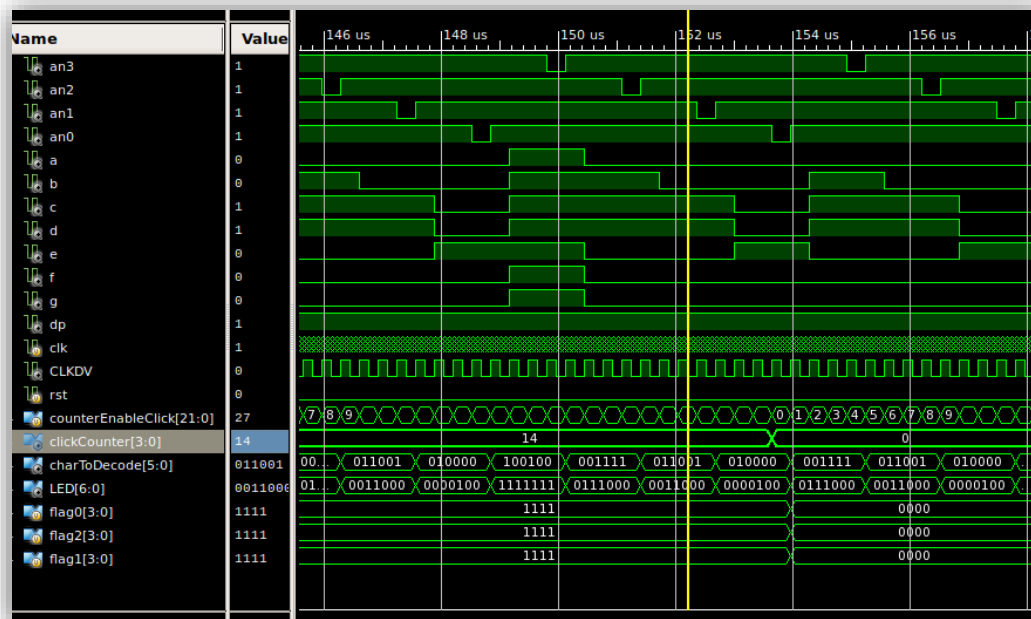 Name Value 146 us 148 us 150 us 152 us 154 us 156 us
an3 1
an2 1
an1 1
an0 1
a 0
b 0
c 1
d 1
e 0
f 0
g 0
dp 1
clk 1
CLKDV 0
rst 0
counterEnableClick[21:0] 27 7 8 9 0 1 2 3 4 5 6 7 8 9
clickCounter[3:0] 14 14 0
charToDecode[5:0] 011001 00... 011001 010000 100100 001111 011001 010000 001111 011001 010000
LED[6:0] 001100 01... 0011000 0000100 1111111 0111000 0011000 0000100 0111000 0011000 0000100
flag0[3:0] 1111 1111 0000
flag2[3:0] 1111 1111 0000
flag1[3:0] 1111 1111 0000